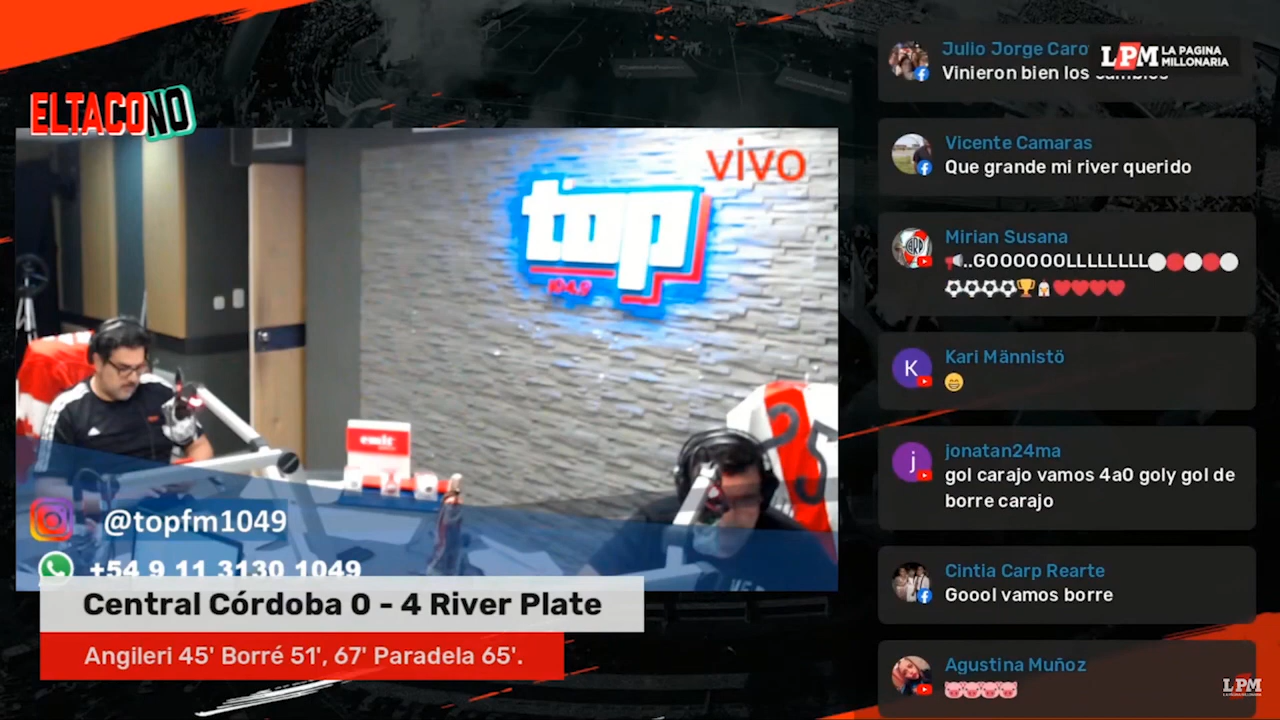 ELTACONO
vivo
top
104.9
emit
25
@topfm1049
+54 9 11 3130 1049
Central Córdoba 0 - 4 River Plate
Angileri 45' Borré 51', 67' Paradela 65'.
Julio Jorge Caro
LPM LA PAGINA
MILLONARIA
Vinieron bien los cambios
Vicente Camaras
Que grande mi river querido
Mirian Susana
📢..GOOOOOOLLLLLLLL⚪🔴⚪🔴⚪
⚽⚽⚽⚽🏆🐔❤❤❤❤
K
Kari Männistö
😄
j
jonatan24ma
gol carajo vamos 4a0 goly gol de
borre carajo
Cintia Carp Rearte
Goool vamos borre
Agustina Muñoz
🐷🐷🐷🐷
LPM